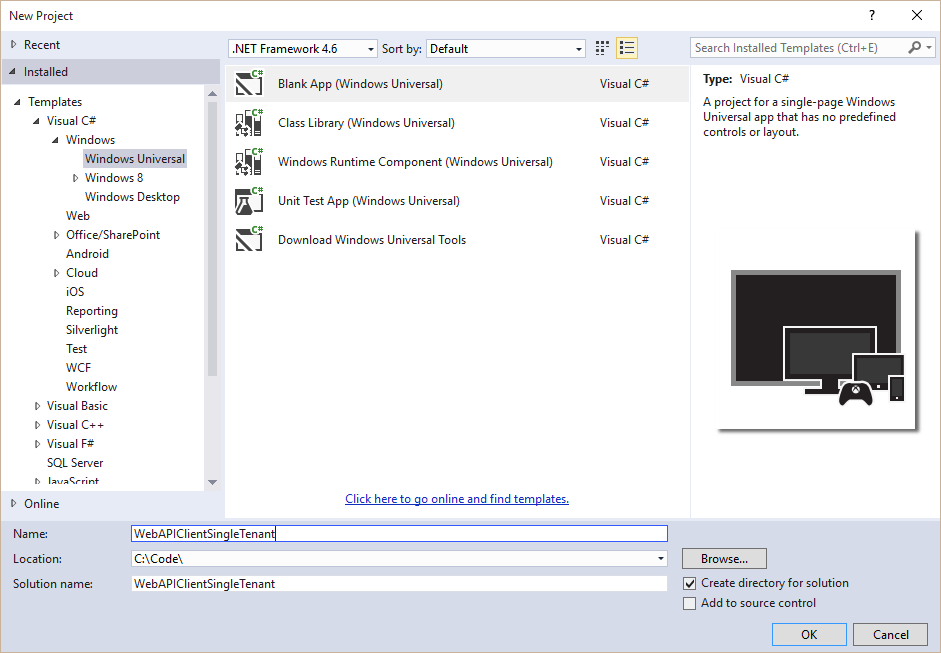 New Project
?
Recent
.NET Framework 4.6
Sort by:
Default
Search Installed Templates (Ctrl+E)
Installed
Templates
Visual C#
Windows
Windows Universal
Windows 8
Windows Desktop
Web
Office/SharePoint
Android
Cloud
iOS
Reporting
Silverlight
Test
WCF
Workflow
Visual Basic
Visual C++
Visual F#
SQL Server
JavaScript
Online
C# Blank App (Windows Universal) Visual C#
C# Class Library (Windows Universal) Visual C#
C# Windows Runtime Component (Windows Universal) Visual C#
C# Unit Test App (Windows Universal) Visual C#
C# Download Windows Universal Tools Visual C#
Click here to go online and find templates.
Type: Visual C#
A project for a single-page Windows
Universal app that has no predefined
controls or layout.
Name: WebAPIClientSingleTenant
Location: C:\Code\
Browse...
Solution name: WebAPIClientSingleTenant
Create directory for solution
Add to source control
OK
Cancel